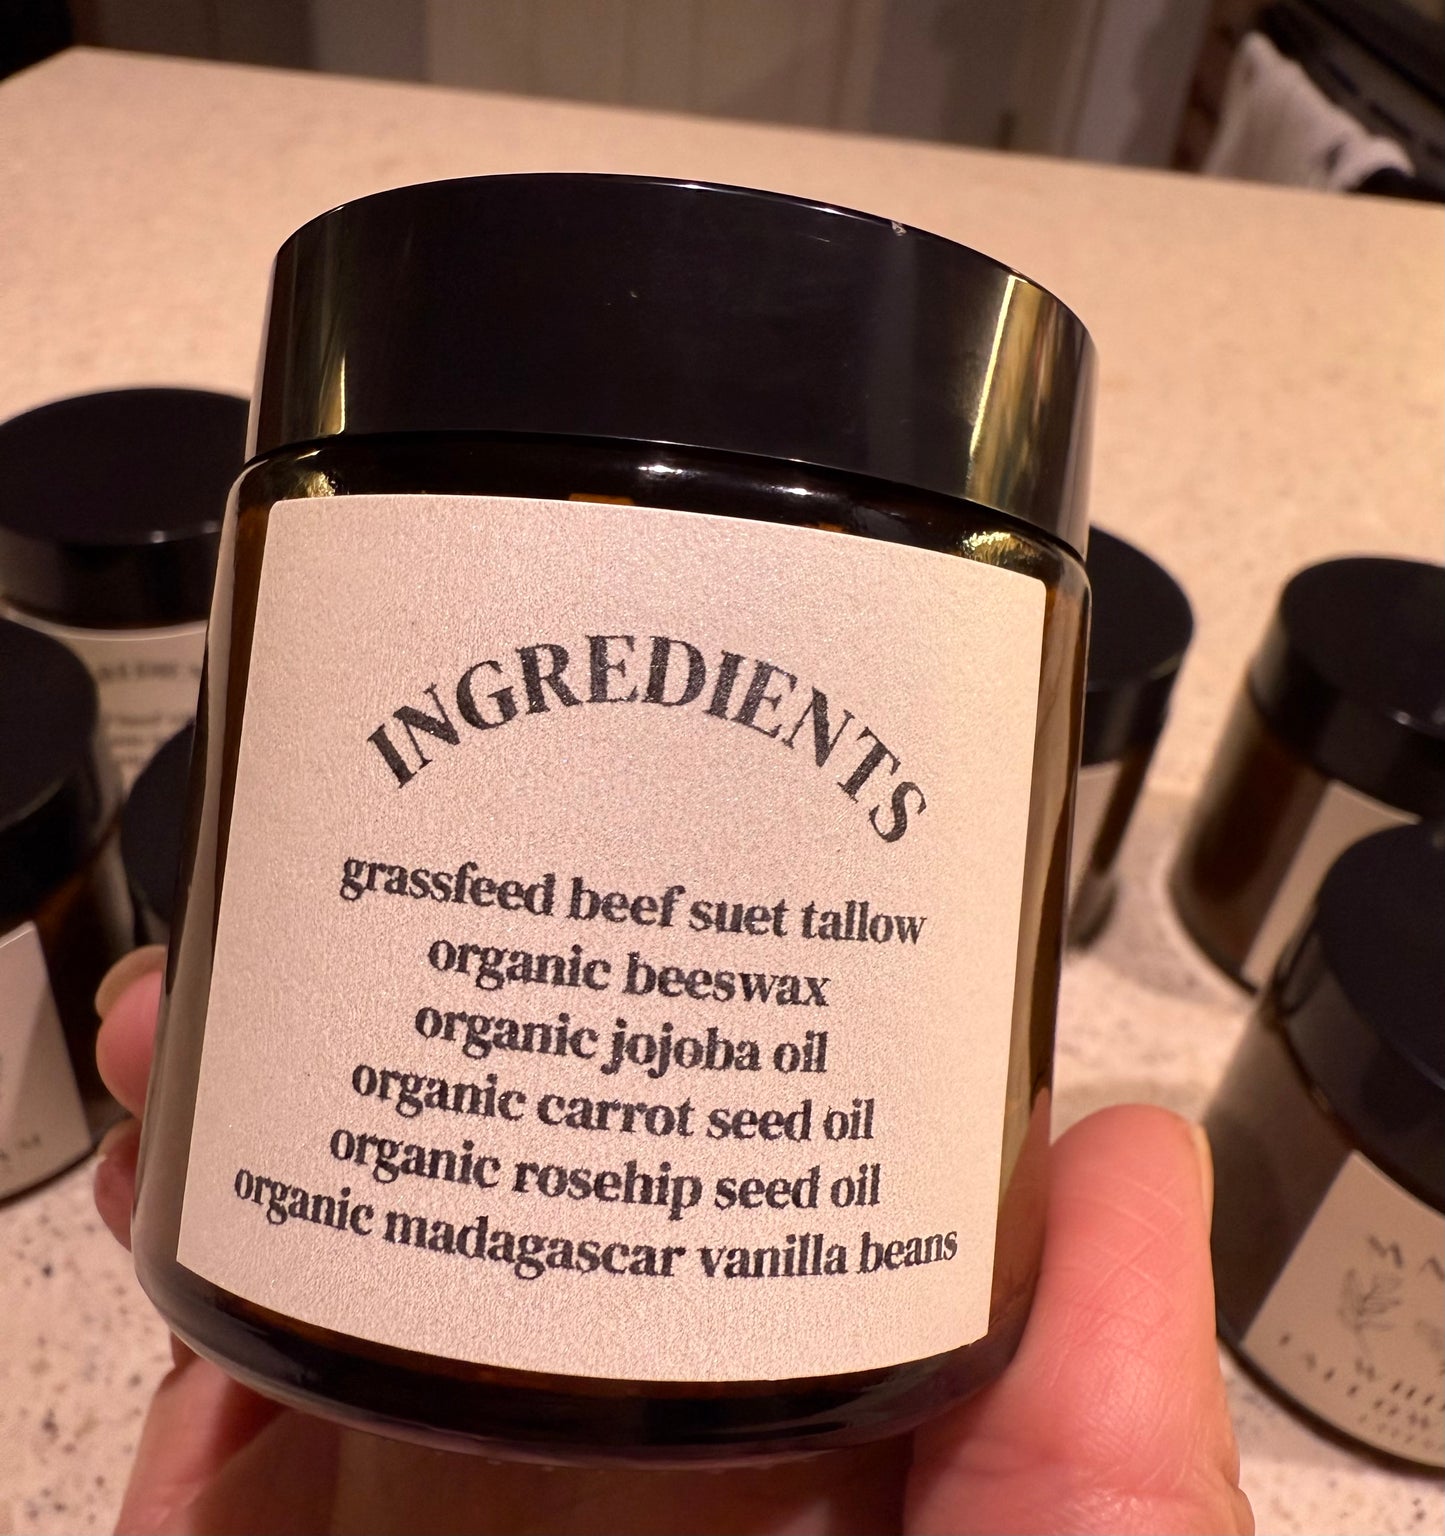 INGREDIENTS
grassfeed beef suet tallow
organic beeswax
organic jojoba oil
organic carrot seed oil
organic rosehip seed oil
organic madagascar vanilla beans